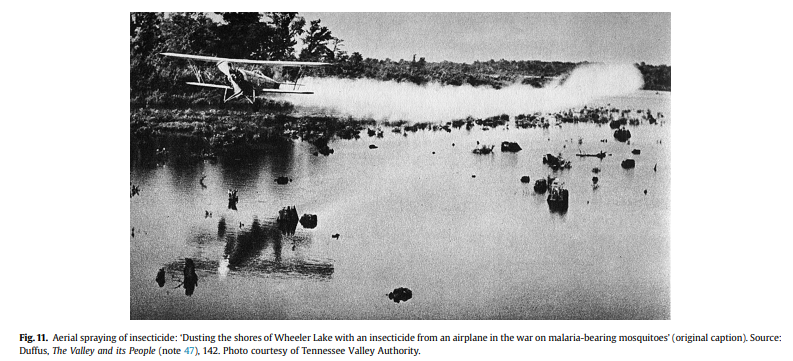 Fig. 11. Aerial spraying of insecticide: ‘Dusting the shores of Wheeler Lake with an insecticide from an airplane in the war on malaria-bearing mosquitoes’ (original caption). Source:
Duffus, The Valley and its People (note 47), 142. Photo courtesy of Tennessee Valley Authority.